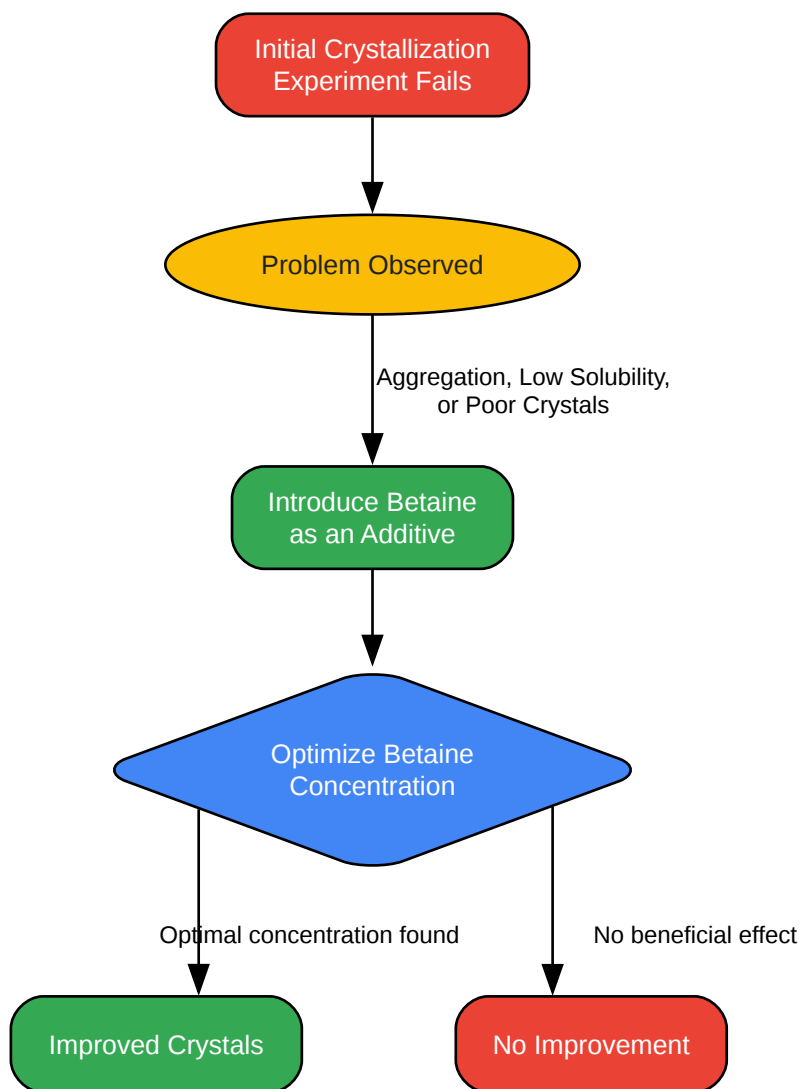 Initial Crystallization
Experiment Fails
Problem Observed
Aggregation, Low Solubility,
or Poor Crystals
Introduce Betaine
as an Additive
Optimize Betaine
Concentration
Optimal concentration found
No beneficial effect
Improved Crystals
No Improvement